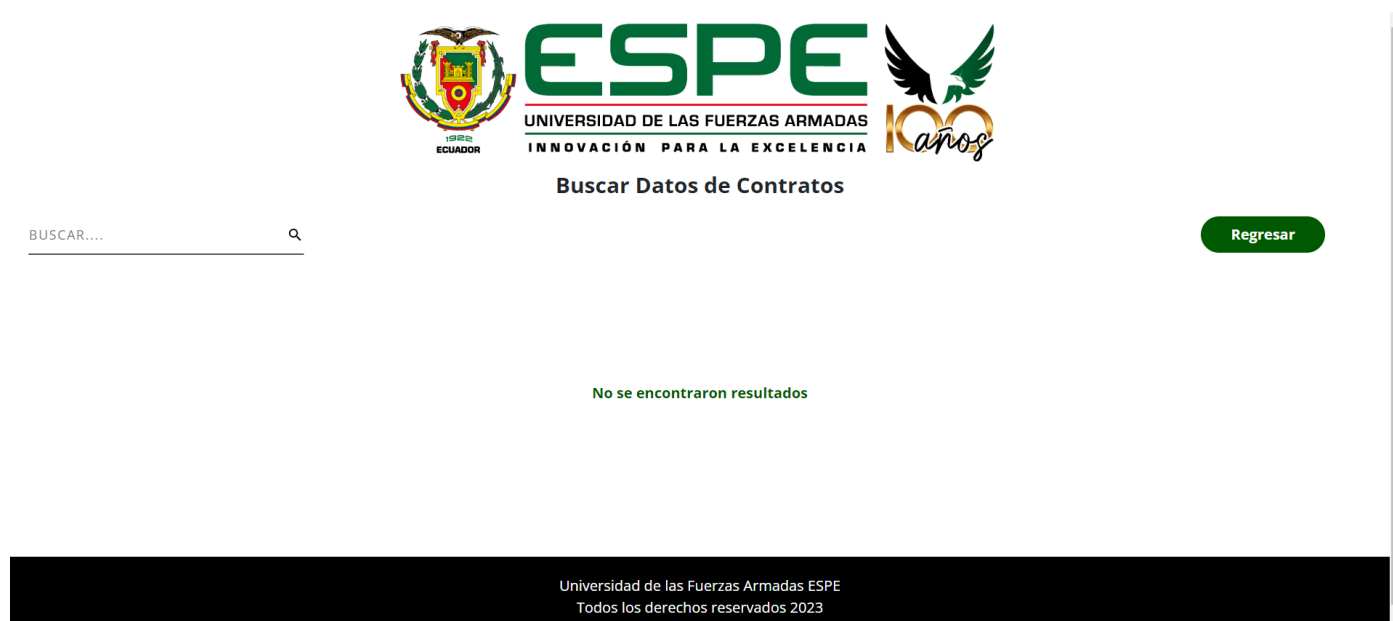 ESPE
UNIVERSIDAD DE LAS FUERZAS ARMADAS
INNOVACIÓN PARA LA EXCELENCIA
1922
ECUADOR
100 años
Buscar Datos de Contratos
BUSCAR....
Regresar
No se encontraron resultados
Universidad de las Fuerzas Armadas ESPE
Todos los derechos reservados 2023